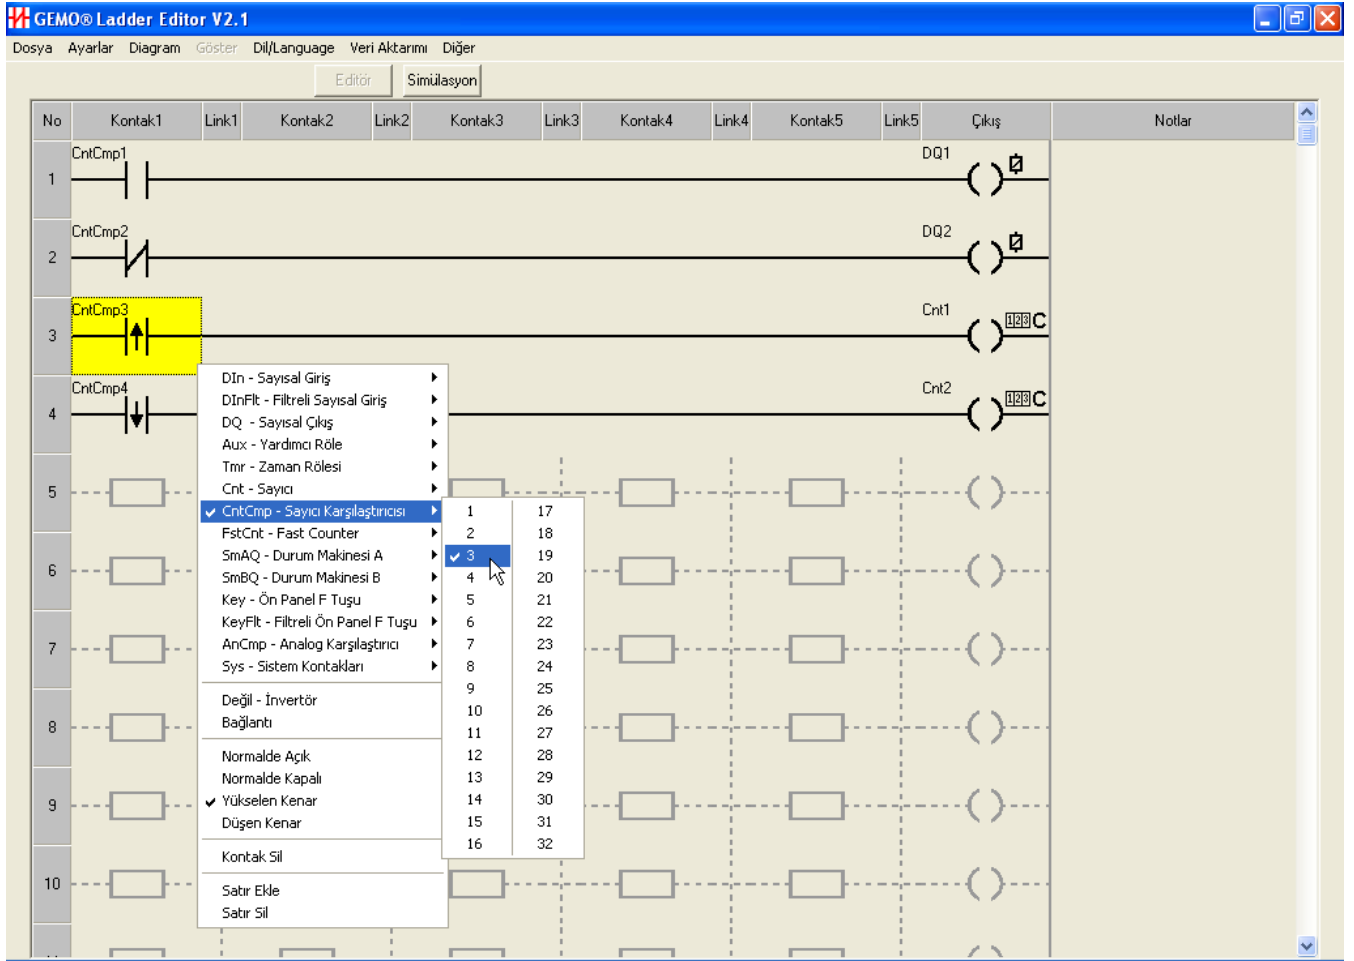 GEMO® Ladder Editor V2.1
Dosya Ayarlar Diagram Göster Dil/Language Veri Aktarımı Diğer
Editör Simülasyon
No Kontak1 Link1 Kontak2 Link2 Kontak3 Link3 Kontak4 Link4 Kontak5 Link5 Çıkış Notlar
CntCmp1 DQ1
1
CntCmp2 DQ2
2
CntCmp3 Cnt1
3 123 C
CntCmp4 Cnt2
4 123 C
5
6
7
8
9
10
DIn - Sayısal Giriş
DInFlt - Filtreli Sayısal Giriş
DQ - Sayısal Çıkış
Aux - Yardımcı Röle
Tmr - Zaman Rölesi
Cnt - Sayıcı
CntCmp - Sayıcı Karşılaştırıcısı
FstCnt - Fast Counter
SmAQ - Durum Makinesi A
SmBQ - Durum Makinesi B
Key - Ön Panel F Tuşu
KeyFlt - Filtreli Ön Panel F Tuşu
AnCmp - Analog Karşılaştırıcı
Sys - Sistem Kontakları
Değil - İnvertör
Bağlantı
Normalde Açık
Normalde Kapalı
Yükselen Kenar
Düşen Kenar
Kontak Sil
Satır Ekle
Satır Sil
1 17
2 18
3 19
4 20
5 21
6 22
7 23
8 24
9 25
10 26
11 27
12 28
13 29
14 30
15 31
16 32